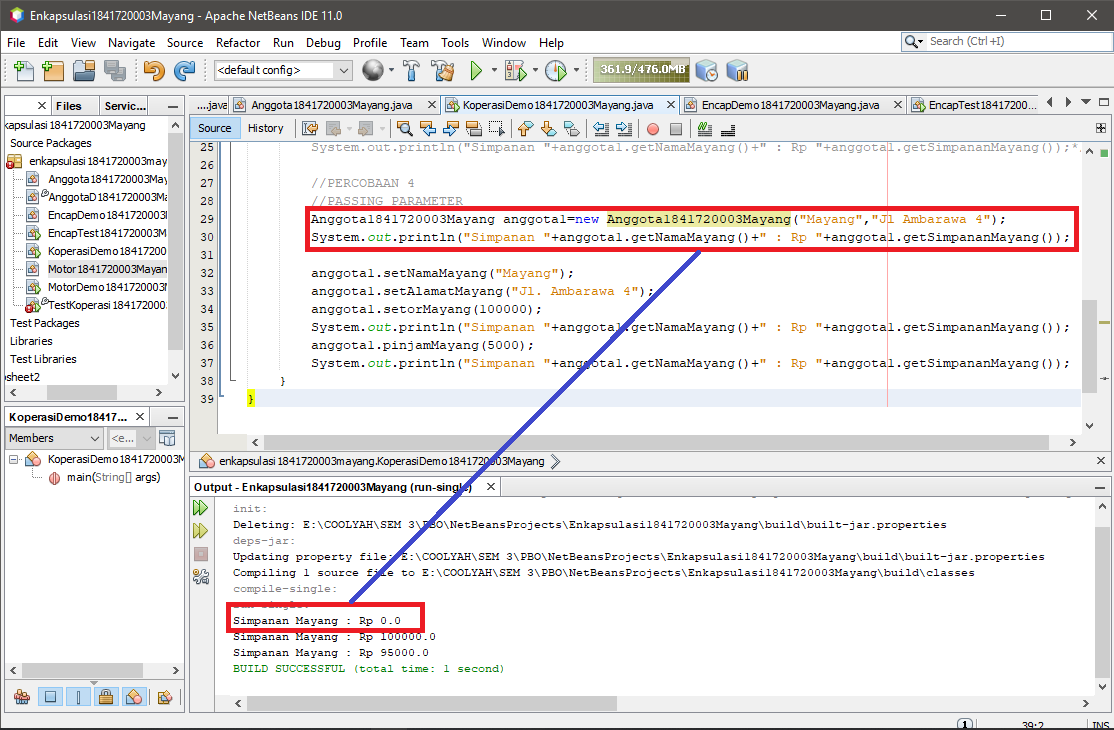 Enkapsulasi1841720003Mayang - Apache NetBeans IDE 11.0
File Edit View Navigate Source Refactor Run Debug Profile Team Tools Window Help
Search (Ctrl+I)
<default config>
361.9/476.0MB
Files
Servic...
...java
Anggota1841720003Mayang.java
KoperasiDemo1841720003Mayang.java
EncapDemo1841720003Mayang.java
EncapTest18417200...
kapsulasi1841720003Mayang
Source Packages
enkapsulasi1841720003may
Anggota1841720003May
AnggotaD1841720003Ma
EncapDemo1841720003M
EncapTest1841720003M
KoperasiDemo184172000
Motor1841720003Mayan
MotorDemo1841720003M
TestKoperasi184172000
Test Packages
Libraries
Test Libraries
osheet2
Source
History
25 System.out.println("Simpanan "+anggota1.getNamaMayang()+" : Rp "+anggota1.getSimpananMayang());*
26
27 //PERCOBAAN 4
28 //PASSING PARAMETER
29 Anggota1841720003Mayang anggota1=new Anggota1841720003Mayang("Mayang","Jl Ambarawa 4");
30 System.out.println("Simpanan "+anggota1.getNamaMayang()+" : Rp "+anggota1.getSimpananMayang());
31
32 anggota1.setNamaMayang("Mayang");
33 anggota1.setAlamatMayang("Jl. Ambarawa 4");
34 anggota1.setorMayang(100000);
35 System.out.println("Simpanan "+anggota1.getNamaMayang()+" : Rp "+anggota1.getSimpananMayang());
36 anggota1.pinjamMayang(5000);
37 System.out.println("Simpanan "+anggota1.getNamaMayang()+" : Rp "+anggota1.getSimpananMayang());
38 }
39 }
enkapsulasi1841720003mayang.KoperasiDemo1841720003Mayang
KoperasiDemo18417...
Members
<e...
KoperasiDemo1841720003M
main(String[] args)
Output - Enkapsulasi1841720003Mayang (run-single)
init:
Deleting: E:\COOLYAH\SEM 3\PBO\NetBeansProjects\Enkapsulasi1841720003Mayang\build\built-jar.properties
deps-jar:
Updating property file: E:\COOLYAH\SEM 3\PBO\NetBeansProjects\Enkapsulasi1841720003Mayang\build\built-jar.properties
Compiling 1 source file to E:\COOLYAH\SEM 3\PBO\NetBeansProjects\Enkapsulasi1841720003Mayang\build\classes
compile-single:
run-single:
Simpanan Mayang : Rp 0.0
Simpanan Mayang : Rp 100000.0
Simpanan Mayang : Rp 95000.0
BUILD SUCCESSFUL (total time: 1 second)
1
39:2
INS